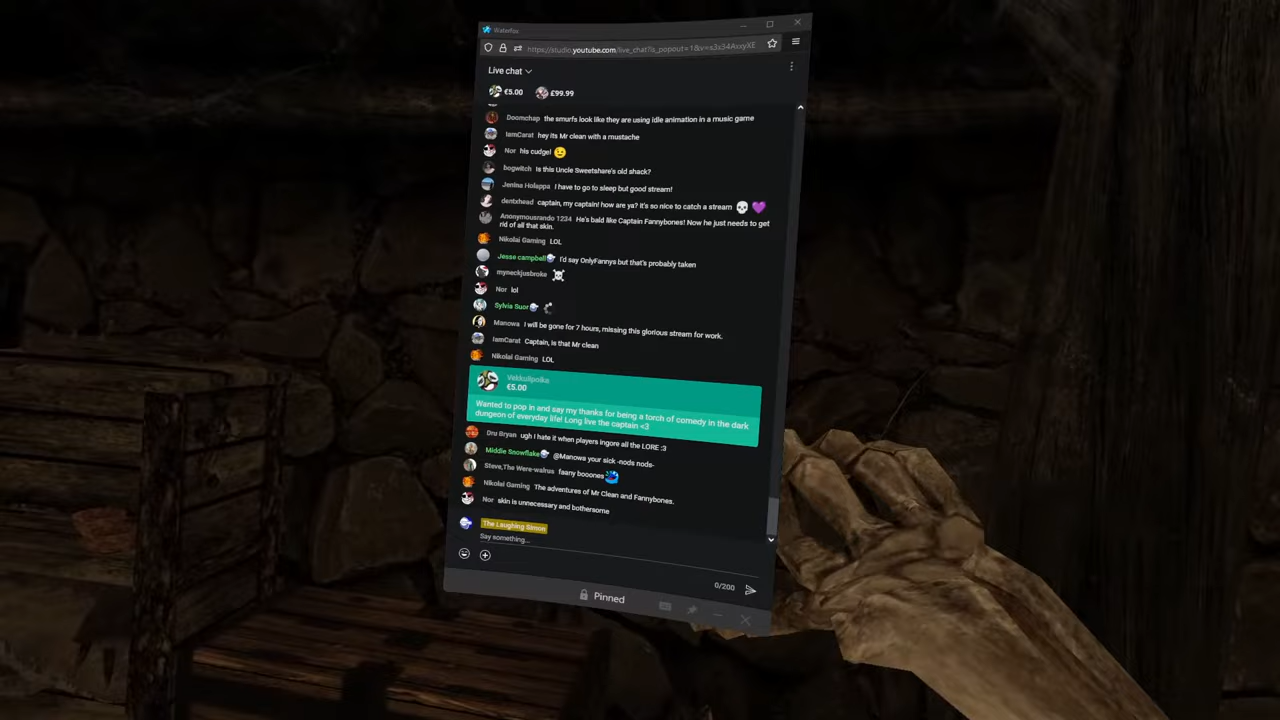 Waterfox
https://studio.youtube.com/live_chat?is_popout=1&v=s3s34AxxyXE
Live chat
€5.00 £99.99
Doomchap the smurfs look like they are using idle animation in a music game
IamCarat hey its Mr clean with a mustache
Nor his cudgel
bogwitch Is this Uncle Sweetshare's old shack?
Jenina Holappa I have to go to sleep but good stream!
dentxhead captain, my captain! how are ya? it's so nice to catch a stream
Anonymousrando 1234 He's bald like Captain Fannybones! Now he just needs to get
rid of all that skin.
Nikolai Gaming LOL
Jesse campbell I'd say OnlyFannys but that's probably taken
myneckjusbroke
Nor lol
Sylvia Suor
Manowa I will be gone for 7 hours, missing this glorious stream for work.
IamCarat Captain, is that Mr clean
Nikolai Gaming LOL
Vakkulipoika
€5.00
Wanted to pop in and say my thanks for being a torch of comedy in the dark
dungeon of everyday life! Long live the captain <3
Dru Bryan ugh I hate it when players ingore all the LORE :3
Middle Snowflake @Manowa your sick -nods nods-
Steve,The Were-walrus faany booones
Nikolai Gaming The adventures of Mr Clean and Fannybones.
Nor skin is unnecessary and bothersome
The Laughing Simon
Say something...
0/200
Pinned